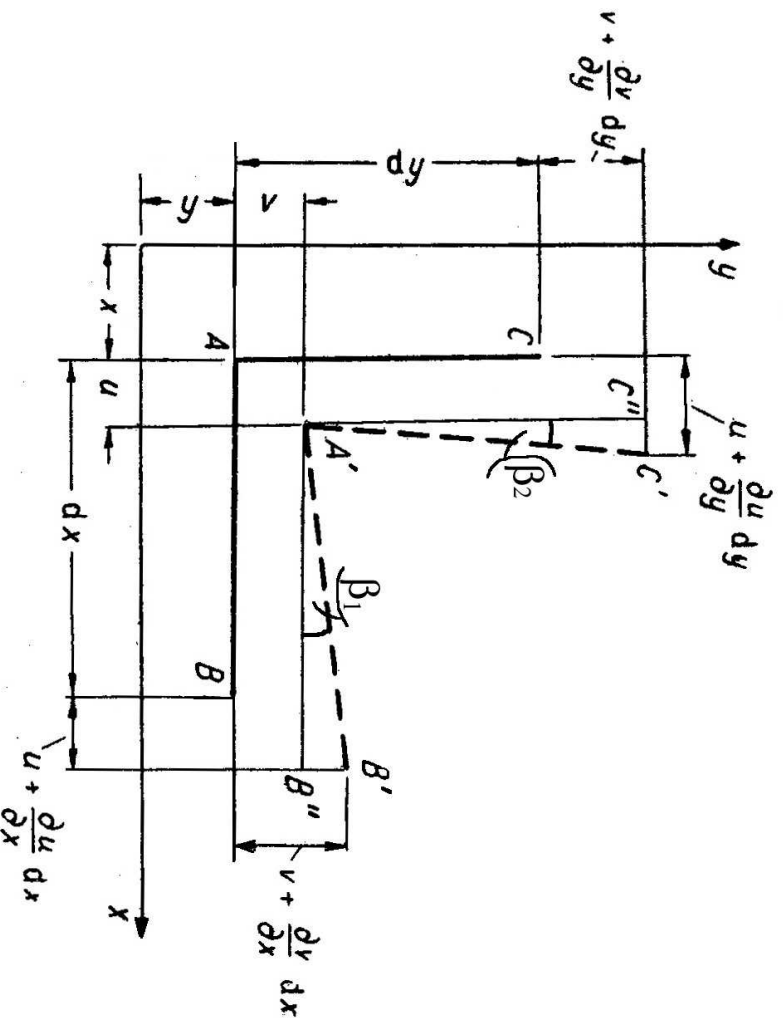 v + ∂v/∂y dy
dy
v
y
y
x
u
A
C
C"
u + ∂u/∂y dy
C'
A'
β2
dx
β1
B
B"
B'
u + ∂u/∂x dx
v + ∂v/∂x dx
x